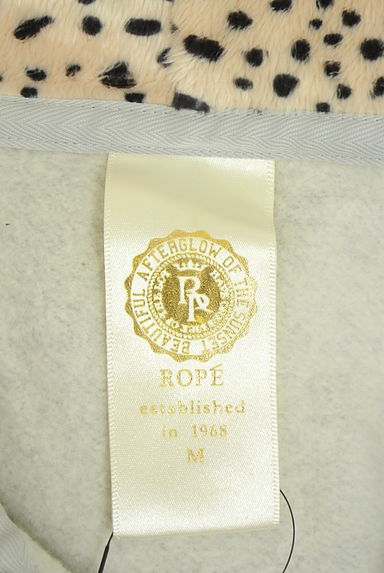 BEAUTIFUL AFTERGLOW OF THE SUNSET
RP
ROPÉ
established
in 1968
M